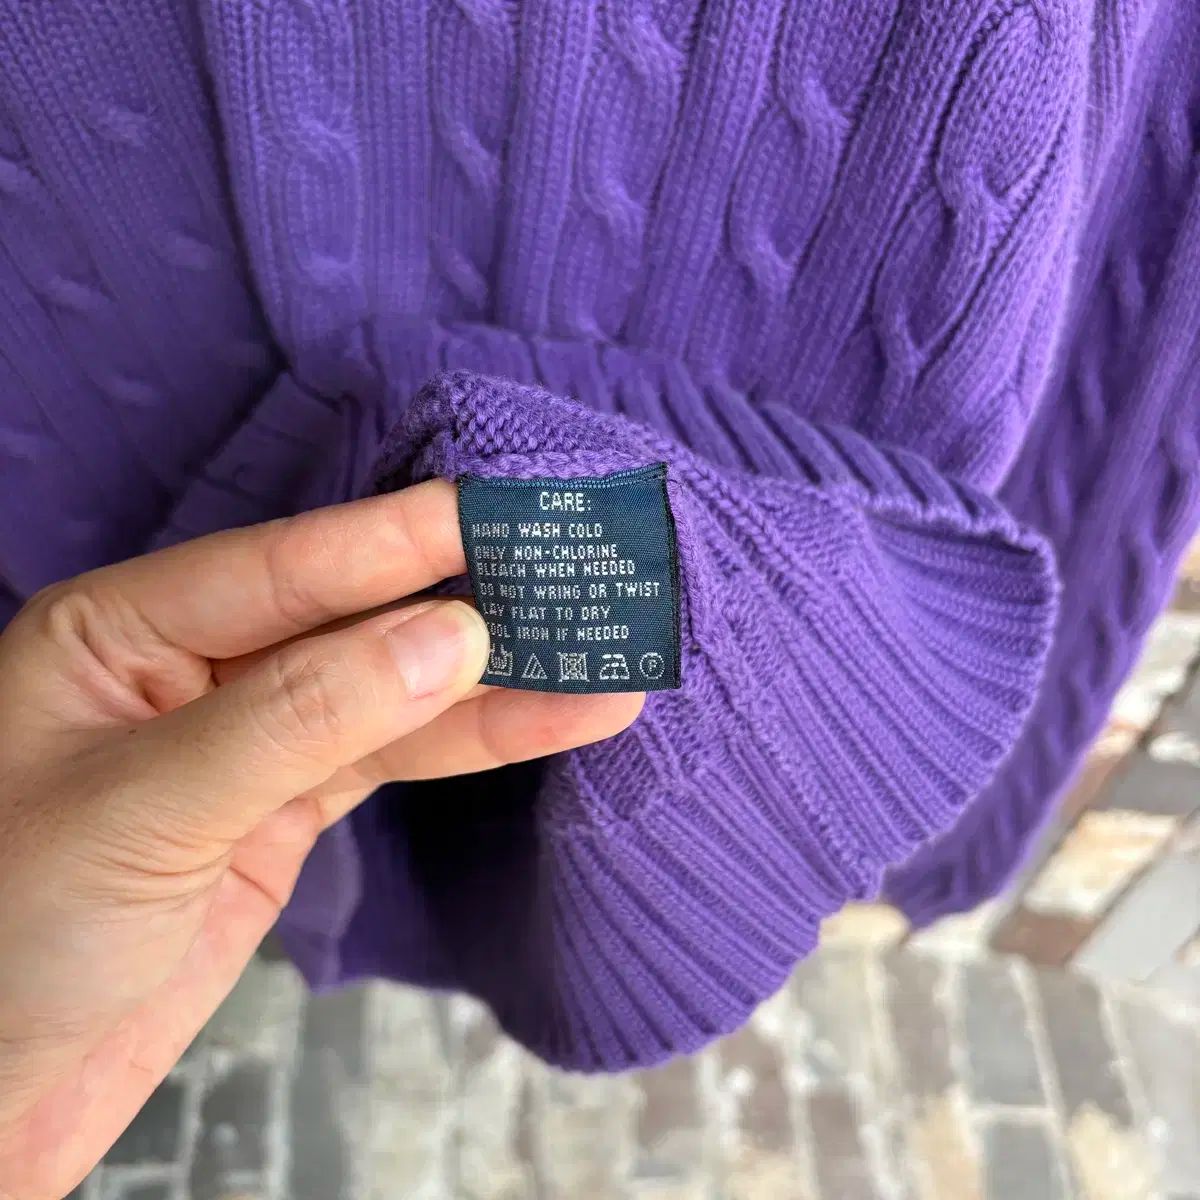 CARE:
HAND WASH COLD
ONLY NON-CHLORINE
BLEACH WHEN NEEDED
DO NOT WRING OR TWIST
LAY FLAT TO DRY
COOL IRON IF NEEDED
P